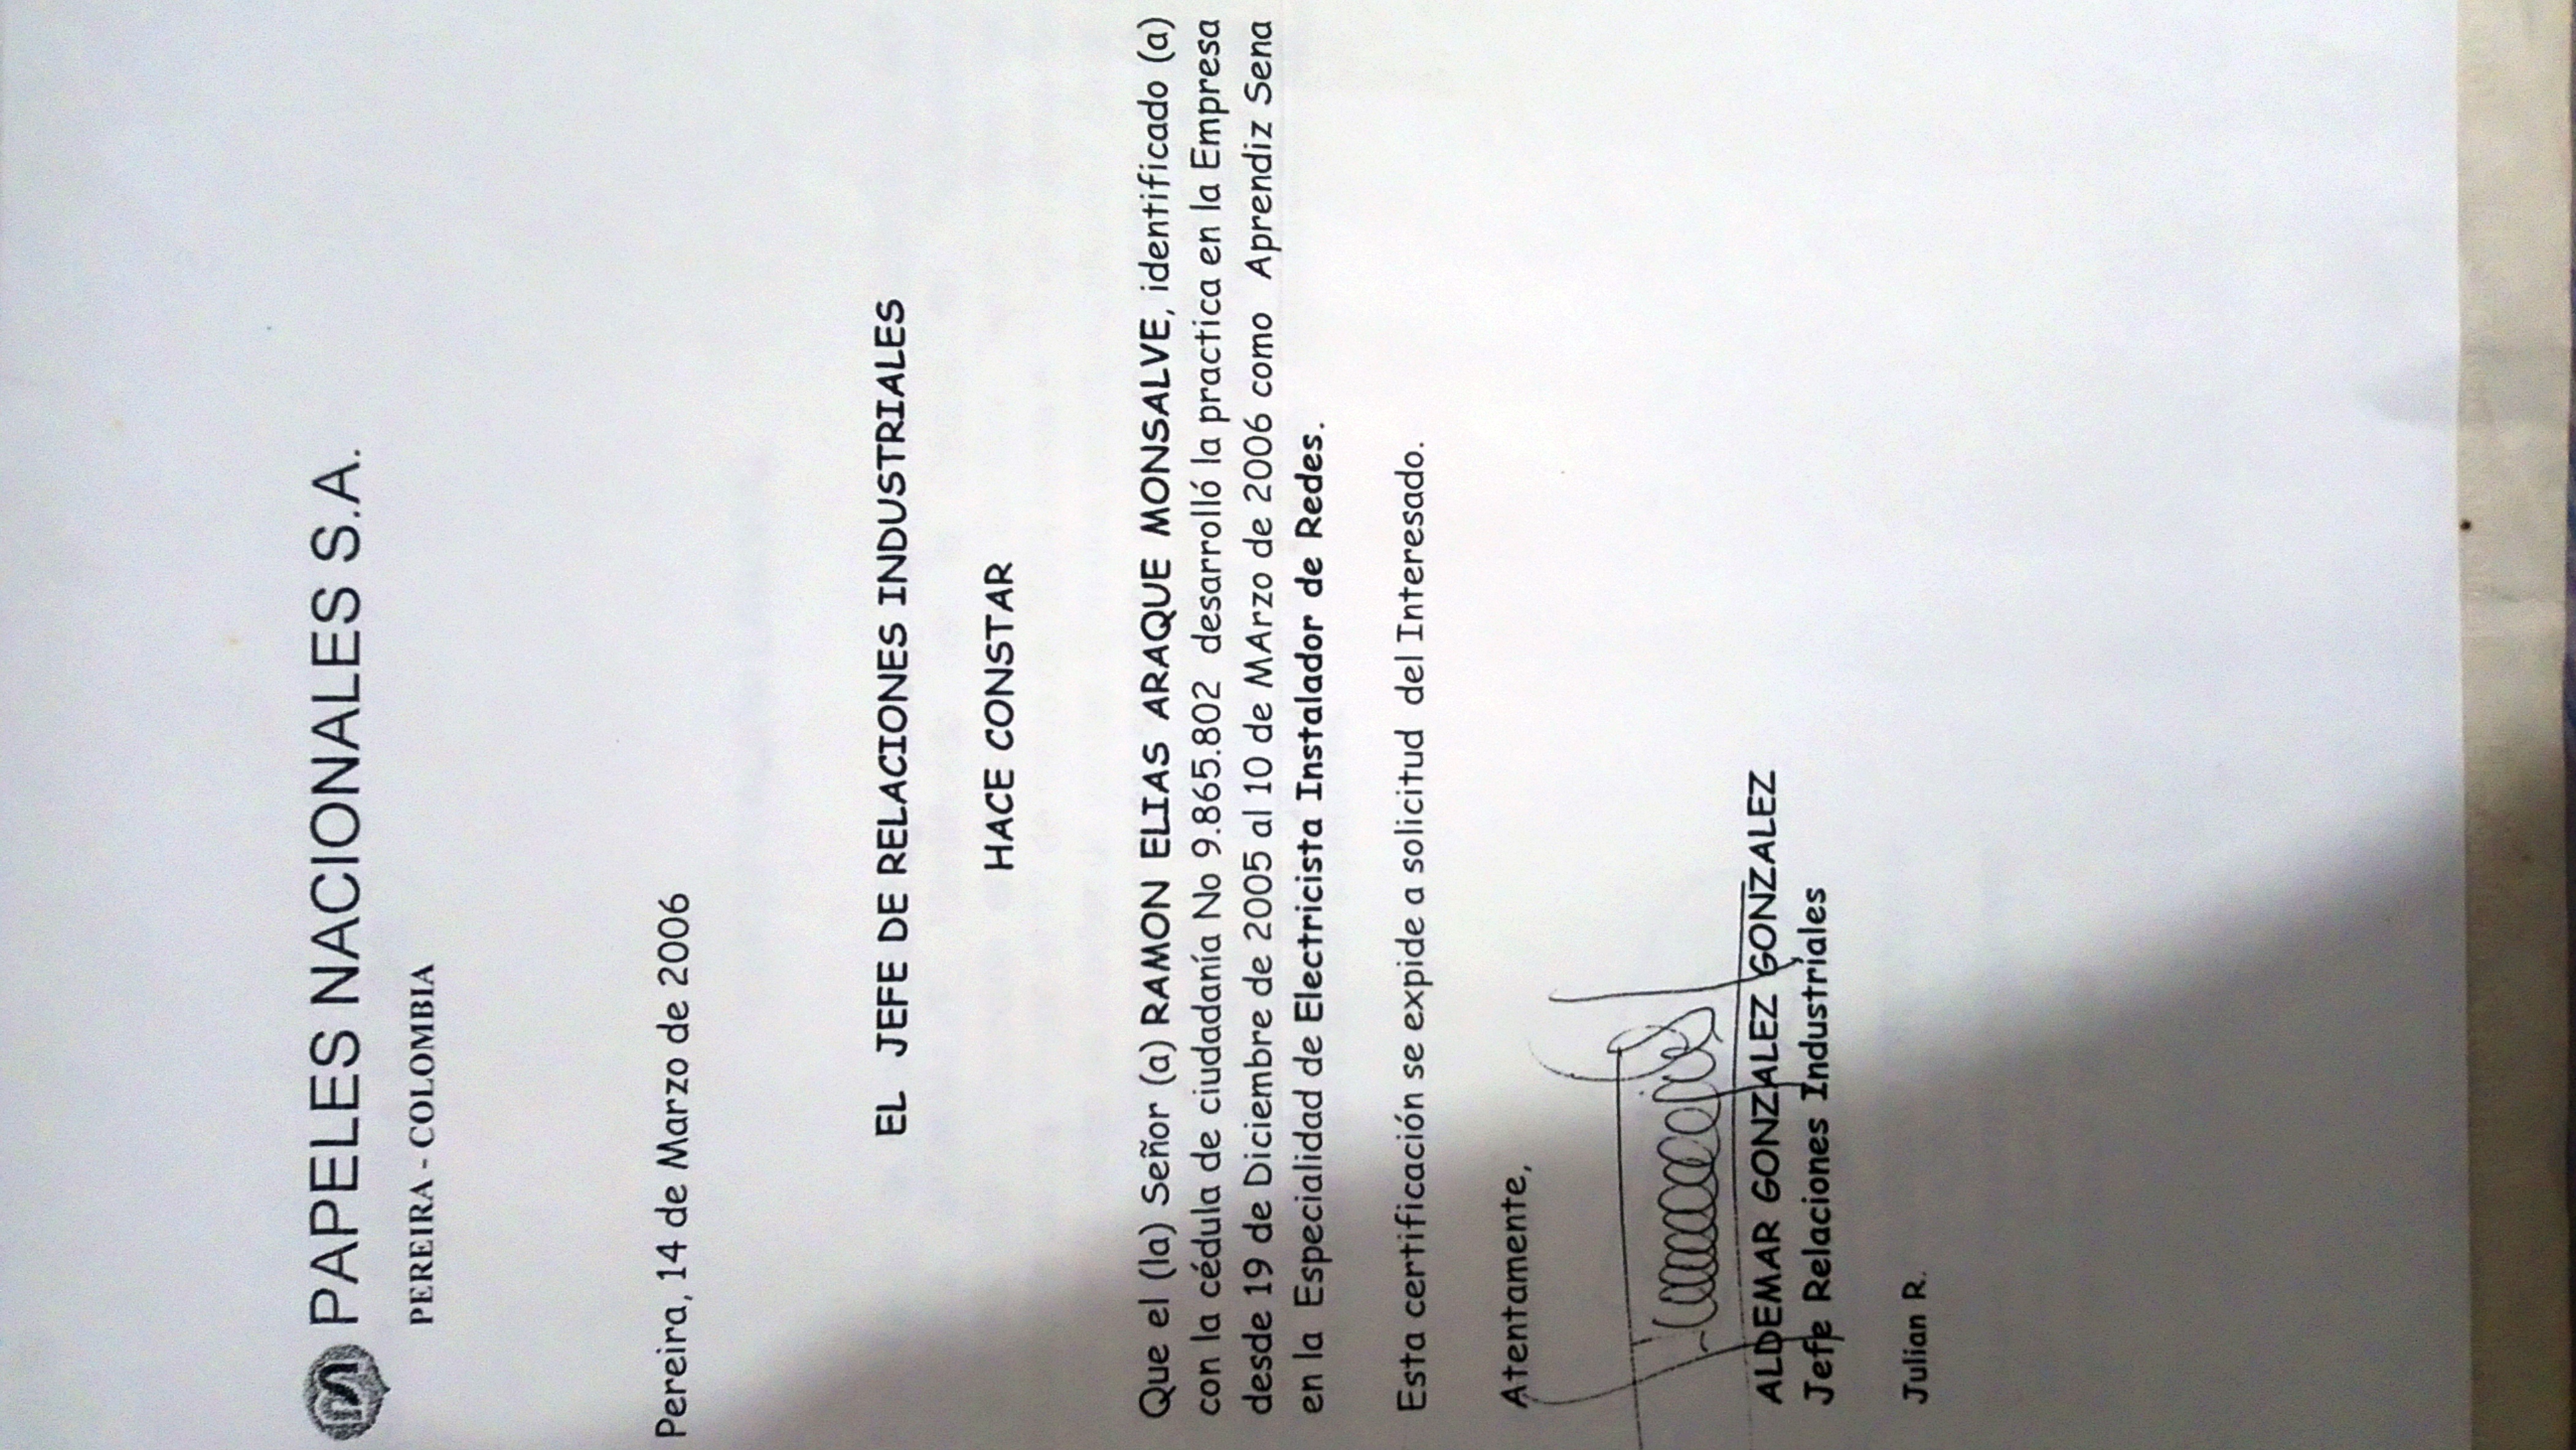 PAPELES NACIONALES S.A.
PEREIRA - COLOMBIA
Pereira, 14 de Marzo de 2006
EL JEFE DE RELACIONES INDUSTRIALES
HACE CONSTAR
Que el (la) Señor (a) RAMON ELIAS ARAQUE MONSALVE, identificado (a)
con la cédula de ciudadanía No 9.865.802 desarrolló la practica en la Empresa
desde 19 de Diciembre de 2005 al 10 de MArzo de 2006 como Aprendiz Sena
en la Especialidad de Electricista Instalador de Redes.
Esta certificación se expide a solicitud del Interesado.
Atentamente,
ALDEMAR GONZALEZ GONZALEZ
Jefe Relaciones Industriales
Julian R.